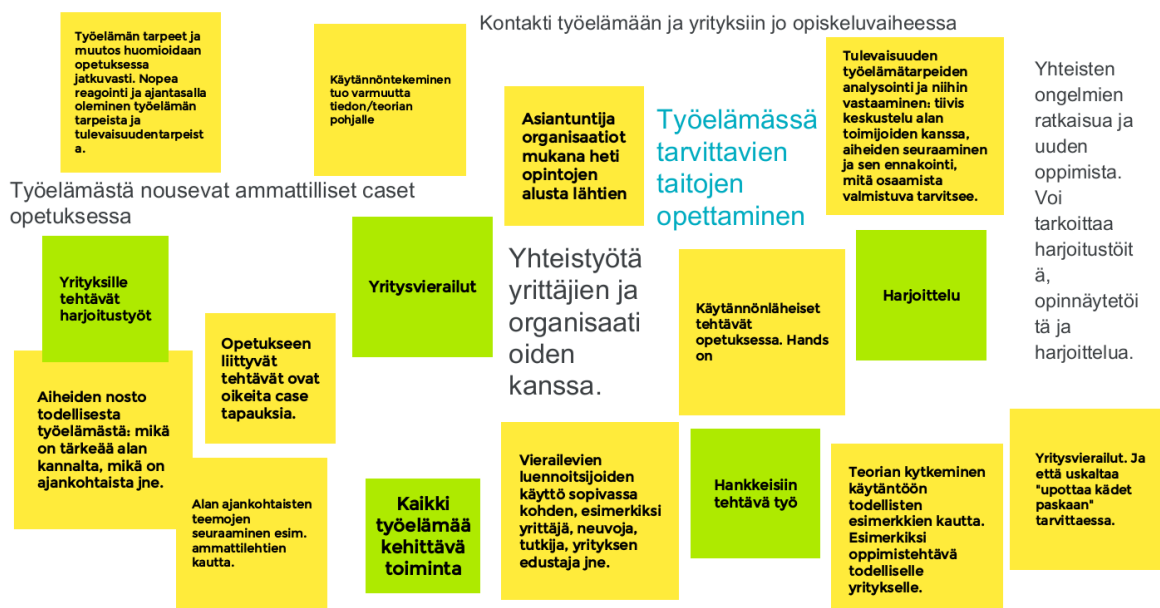 Kontakti työelämään ja yrityksiin jo opiskeluvaiheessa
Työelämän tarpeet ja
muutos huomioidaan
opetuksessa
jatkuvasti. Nopea
reagointi ja ajantasalla
oleminen työelämän
tarpeista ja
tulevaisuudentarpeist
a.
Käytännöntekeminen
tuo varmuutta
tiedon/teorian
pohjalle
Asiantuntija
organisaatiot
mukana heti
opintojen
alusta lähtien
Työelämässä
tarvittavien
taitojen
opettaminen
Tulevaisuuden
työelämätarpeiden
analysointi ja niihin
vastaaminen: tiivis
keskustelu alan
toimijoiden kanssa,
aiheiden seuraaminen
ja sen ennakointi,
mitä osaamista
valmistuva tarvitsee.
Yhteisten
ongelmien
ratkaisua ja
uuden
oppimista.
Voi
tarkoittaa
harjoitustöit
ä,
opinnäytetöi
tä ja
harjoittelua.
Työelämästä nousevat ammattilliset caset
opetuksessa
Yrityksille
tehtävät
harjoitustyöt
Yritysvierailut
Yhteistyötä
yrittäjien ja
organisaati
oiden
kanssa.
Käytännönläheiset
tehtävät
opetuksessa. Hands
on
Harjoittelu
Opetukseen
liittyvät
tehtävät ovat
oikeita case
tapauksia.
Aiheiden nosto
todellisesta
työelämästä: mikä
on tärkeää alan
kannalta, mikä on
ajankohtaista jne.
Alan ajankohtaisten
teemojen
seuraaminen esim.
ammattilehtien
kautta.
Kaikki
työelämää
kehittävä
toiminta
Vierailevien
luennoitsijoiden
käyttö sopivassa
kohden, esimerkiksi
yrittäjä, neuvoja,
tutkija, yrityksen
edustaja jne.
Hankkeisiin
tehtävä työ
Teorian kytkeminen
käytäntöön
todellisten
esimerkkien kautta.
Esimerkiksi
oppimistehtävä
todelliselle
yritykselle.
Yritysvierailut. Ja
että uskaltaa
"upottaa kädet
paskaan"
tarvittaessa.